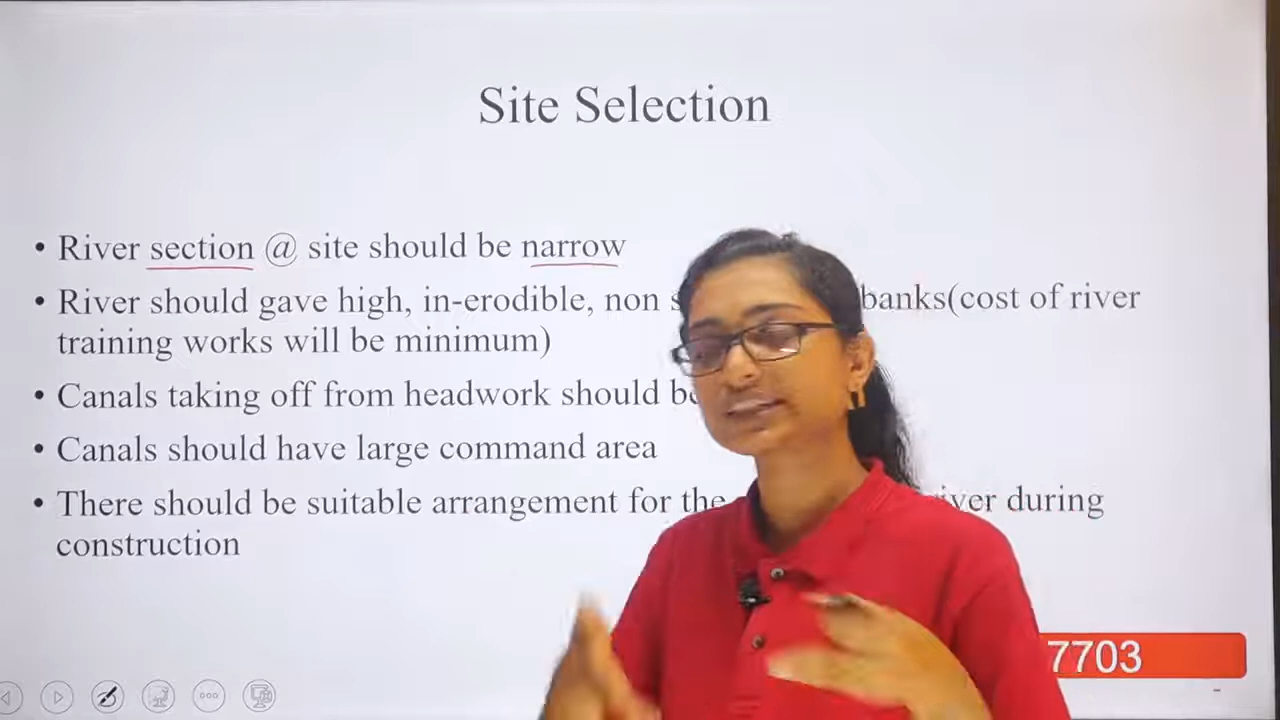 Site Selection
• River section @ site should be narrow
• River should gave high, in-erodible, non banks(cost of river
training works will be minimum)
• Canals taking off from headwork should
• Canals should have large command area
• There should be suitable arrangement for the during
construction
7703